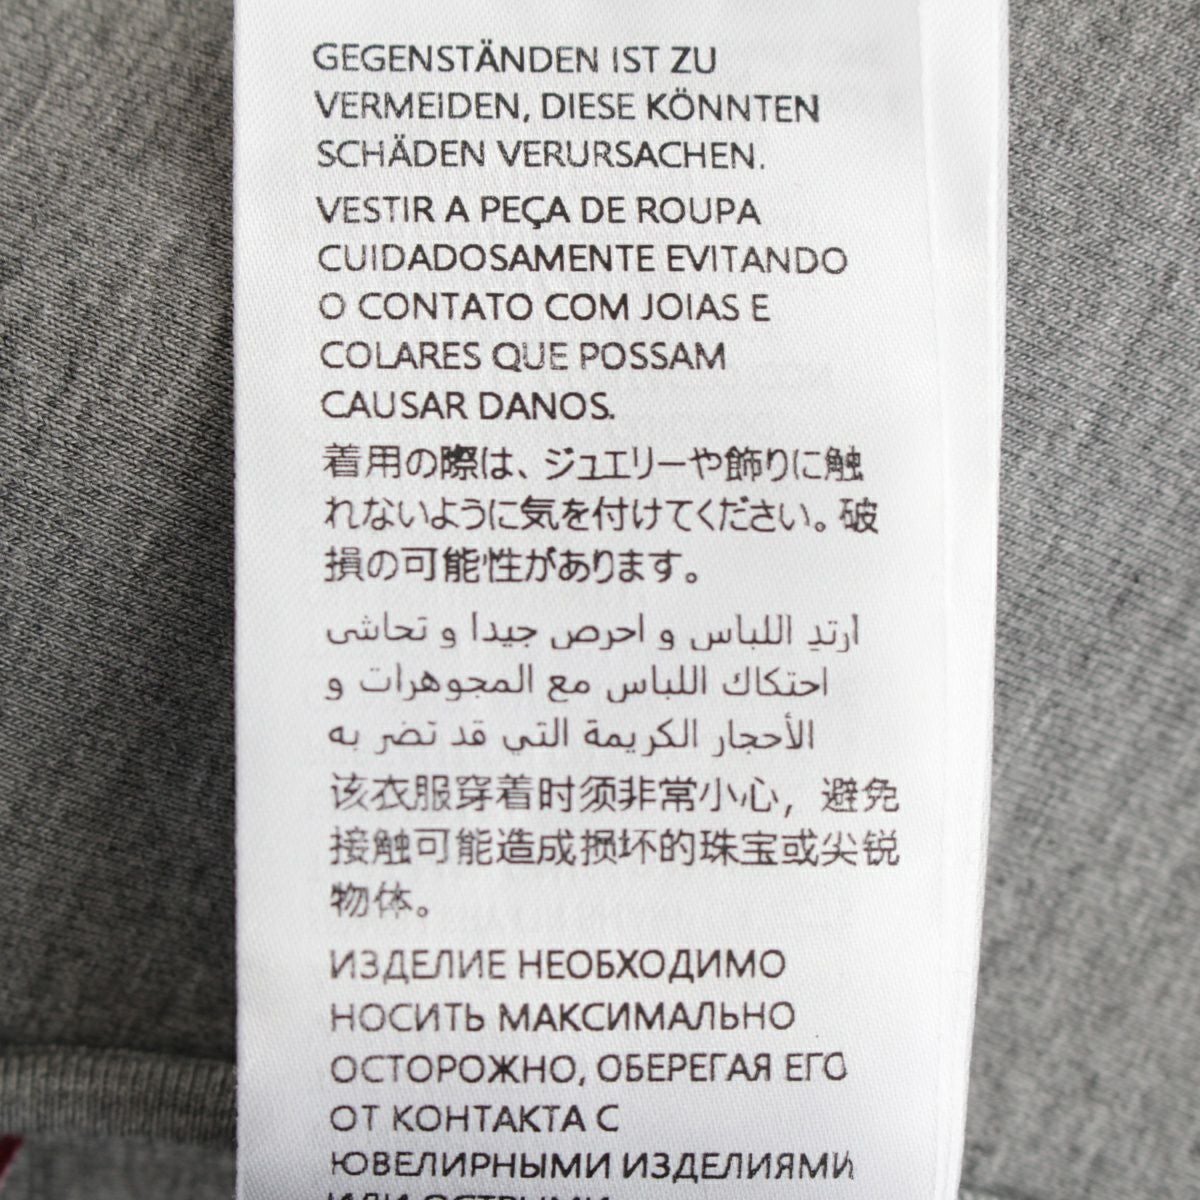 GEGENSTÄNDEN IST ZU
VERMEIDEN, DIESE KÖNNTEN
SCHÄDEN VERURSACHEN.
VESTIR A PEÇA DE ROUPA
CUIDADOSAMENTE EVITANDO
O CONTATO COM JOIAS E
COLARES QUE POSSAM
CAUSAR DANOS.
着用の際は、ジュエリーや飾りに触
れないように気を付けてください。破
損の可能性があります。
ارتدِ اللباس و احرص جيدا و تحاشى
احتكاك اللباس مع المجوهرات و
الأحجار الكريمة التي قد تضر به
该衣服穿着时须非常小心，避免
接触可能造成损坏的珠宝或尖锐
物体。
ИЗДЕЛИЕ НЕОБХОДИМО
НОСИТЬ МАКСИМАЛЬНО
ОСТОРОЖНО, ОБЕРЕГАЯ ЕГО
ОТ КОНТАКТА С
ЮВЕЛИРНЫМИ ИЗДЕЛИЯМИ
ИЛИ ОСТРЫМИ